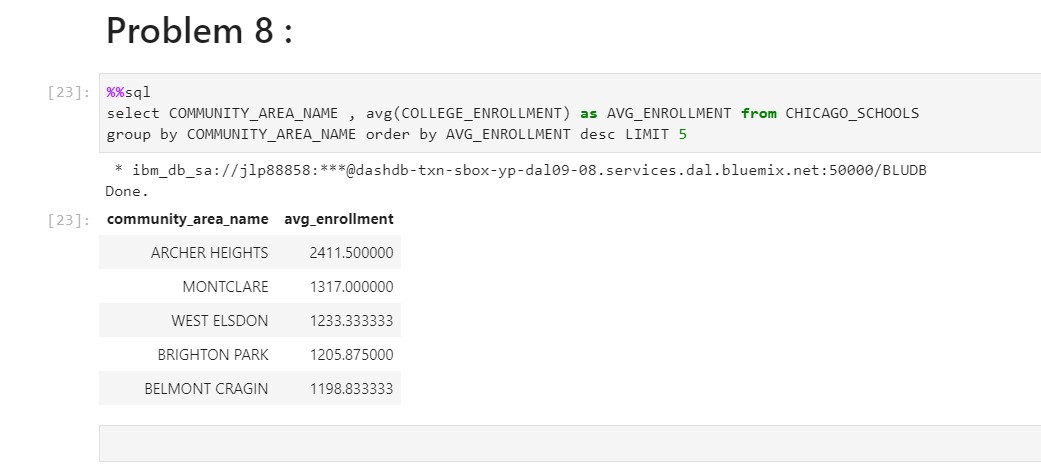 Problem 8 :
[23]: %%sql
select COMMUNITY_AREA_NAME , avg(COLLEGE_ENROLLMENT) as AVG_ENROLLMENT from CHICAGO_SCHOOLS
group by COMMUNITY_AREA_NAME order by AVG_ENROLLMENT desc LIMIT 5
* ibm_db_sa://jlp88858:***@dashdb-txn-sbox-yp-dal09-08.services.dal.bluemix.net:50000/BLUDB
Done.
[23]: community_area_name avg_enrollment
ARCHER HEIGHTS 2411.500000
MONTCLARE 1317.000000
WEST ELSDON 1233.333333
BRIGHTON PARK 1205.875000
BELMONT CRAGIN 1198.833333